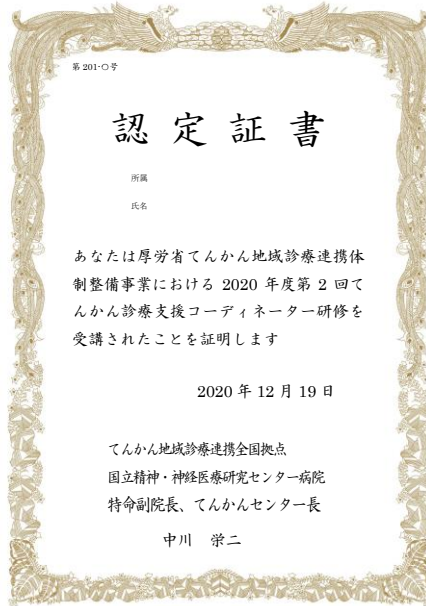 第 201-〇号
認定証書
所属
氏名
あなたは厚労省てんかん地域診療連携体
制整備事業における 2020 年度第 2 回て
んかん診療支援コーディネーター研修を
受講されたことを証明します
2020 年 12 月 19 日
てんかん地域診療連携全国拠点
国立精神・神経医療研究センター病院
特命副院長、てんかんセンター長
中川 栄二